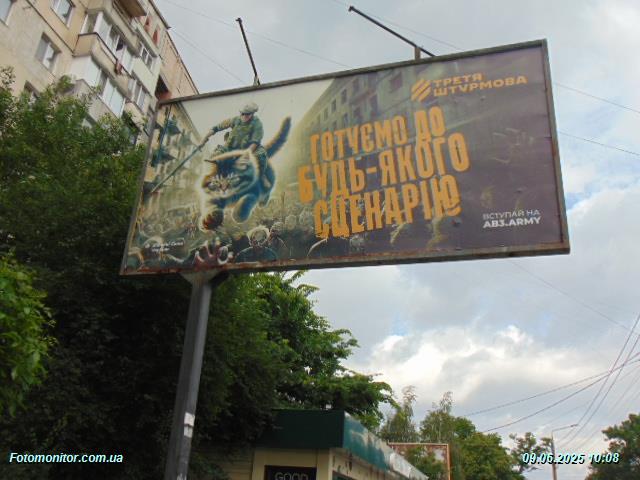 ТРЕТЯ
ШТУРМОВА
ГОТУЄМО ДО
БУДЬ-ЯКОГО
СЦЕНАРІЮ
ВСТУПАЙ НА
AB3.ARMY
GOOD
Fotomonitor.com.ua
09.06.2025 10:08